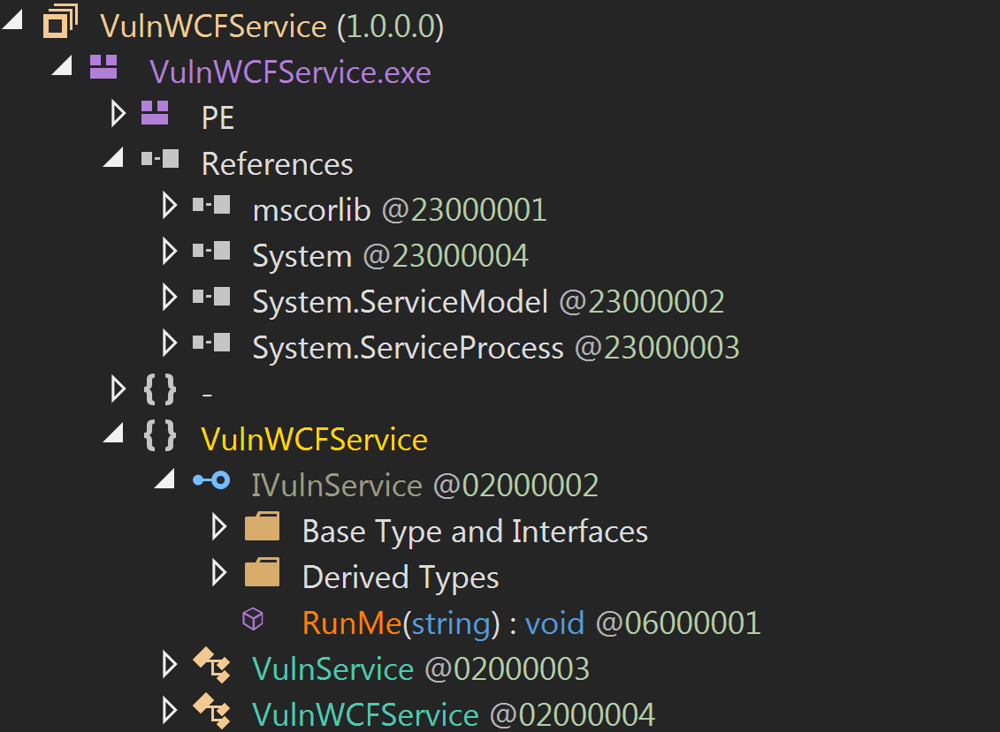 VulnWCFService (1.0.0.0)
VulnWCFService.exe
PE
References
mscorlib @23000001
System @23000004
System.ServiceModel @23000002
System.ServiceProcess @23000003
{ } -
{ } VulnWCFService
IVulnService @02000002
Base Type and Interfaces
Derived Types
RunMe(string) : void @06000001
VulnService @02000003
VulnWCFService @02000004